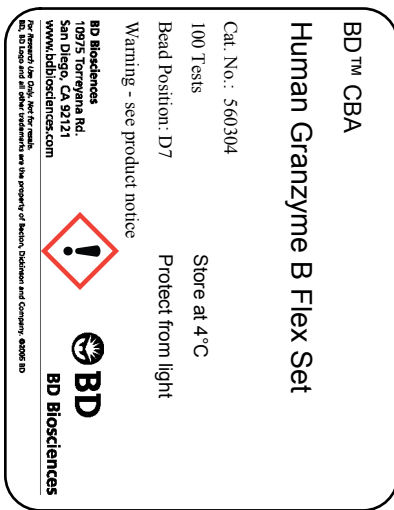 BD™ CBA
Human Granzyme B Flex Set
Cat. No.: 560304
100 Tests
Store at 4°C
Bead Position: D7
Protect from light
Warning - see product notice
BD Biosciences
10975 Torreyana Rd.
San Diego, CA 92121
www.bdbiosciences.com
!
BD
BD Biosciences
For Research Use Only. Not for resale.
BD, BD Logo and all other trademarks are the property of Becton, Dickinson and Company. ©2005 BD